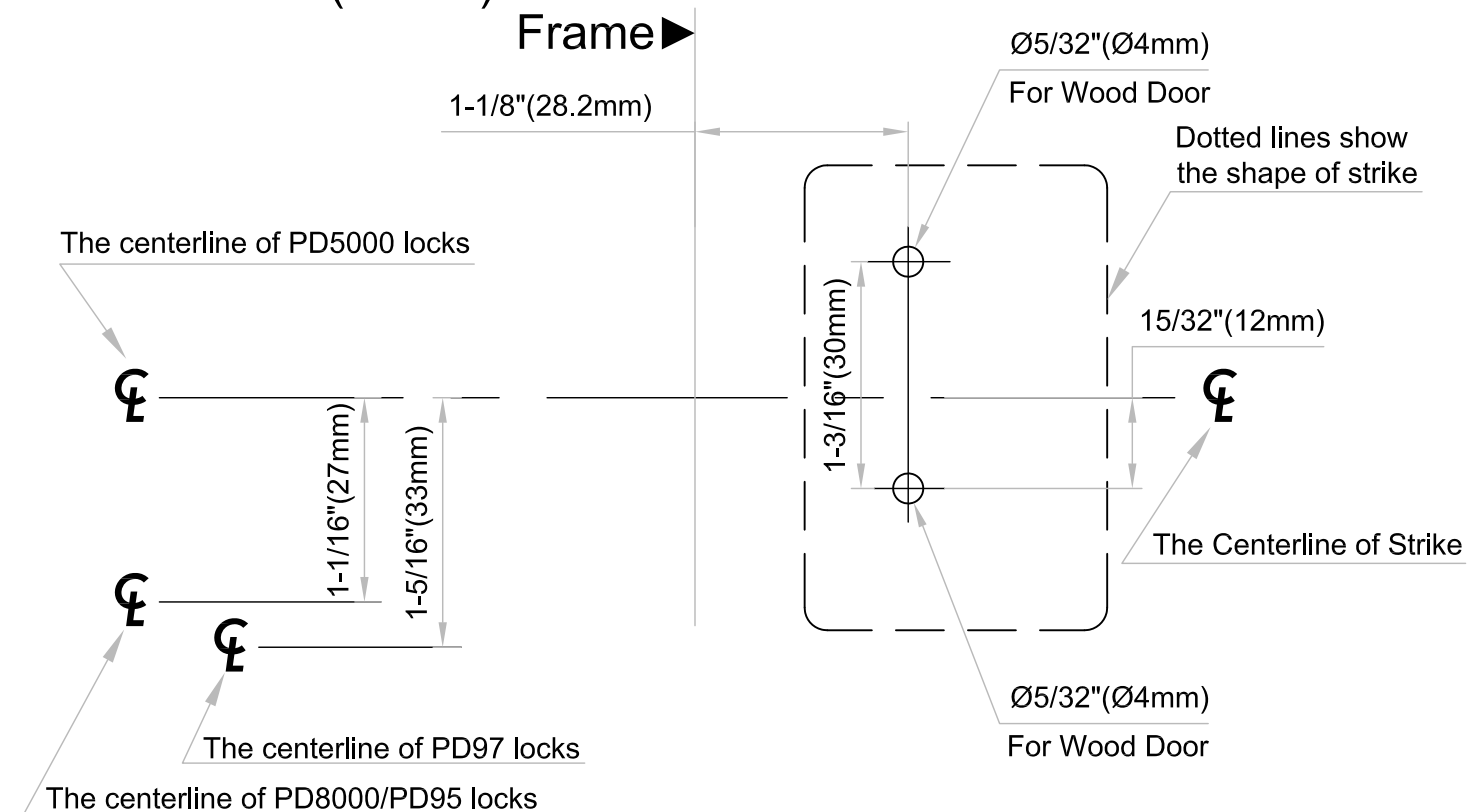 Frame
Ø5/32"(Ø4mm)
For Wood Door
1-1/8"(28.2mm)
Dotted lines show
the shape of strike
The centerline of PD5000 locks
15/32"(12mm)
1-3/16"(30mm)
℄
℄
1-1/16"(27mm)
1-5/16"(33mm)
The Centerline of Strike
℄
℄
Ø5/32"(Ø4mm)
For Wood Door
The centerline of PD97 locks
The centerline of PD8000/PD95 locks